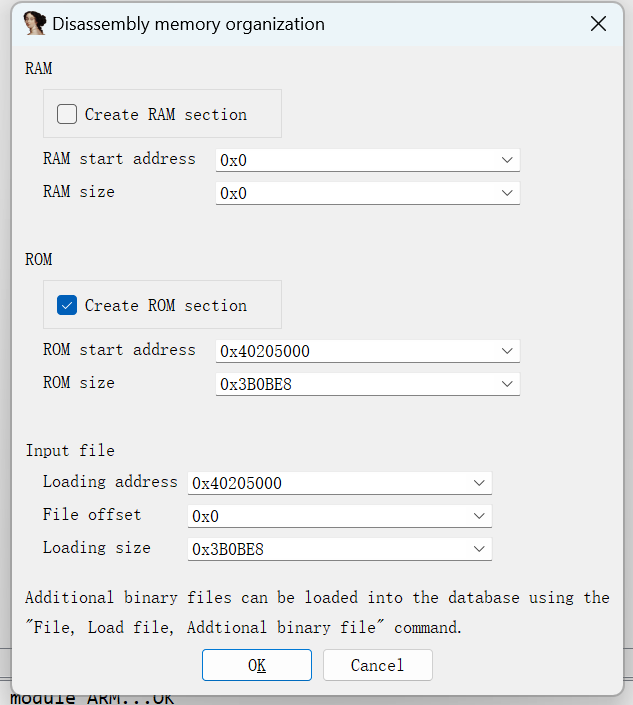 Disassembly memory organization
RAM
Create RAM section
RAM start address 0x0
RAM size 0x0
ROM
Create ROM section
ROM start address 0x40205000
ROM size 0x3B0BE8
Input file
Loading address 0x40205000
File offset 0x0
Loading size 0x3B0BE8
Additional binary files can be loaded into the database using the
"File, Load file, Addtional binary file" command.
OK Cancel
module ARM...OK